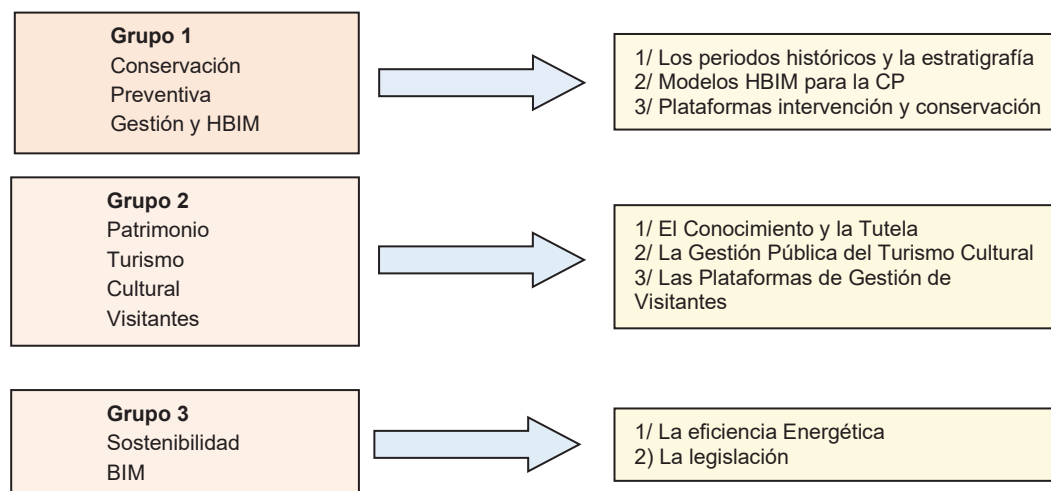 Grupo 1
Conservación
Preventiva
Gestión y HBIM
1/ Los periodos históricos y la estratigrafía
2/ Modelos HBIM para la CP
3/ Plataformas intervención y conservación
Grupo 2
Patrimonio
Turismo
Cultural
Visitantes
1/ El Conocimiento y la Tutela
2/ La Gestión Pública del Turismo Cultural
3/ Las Plataformas de Gestión de
Visitantes
Grupo 3
Sostenibilidad
BIM
1/ La eficiencia Energética
2) La legislación